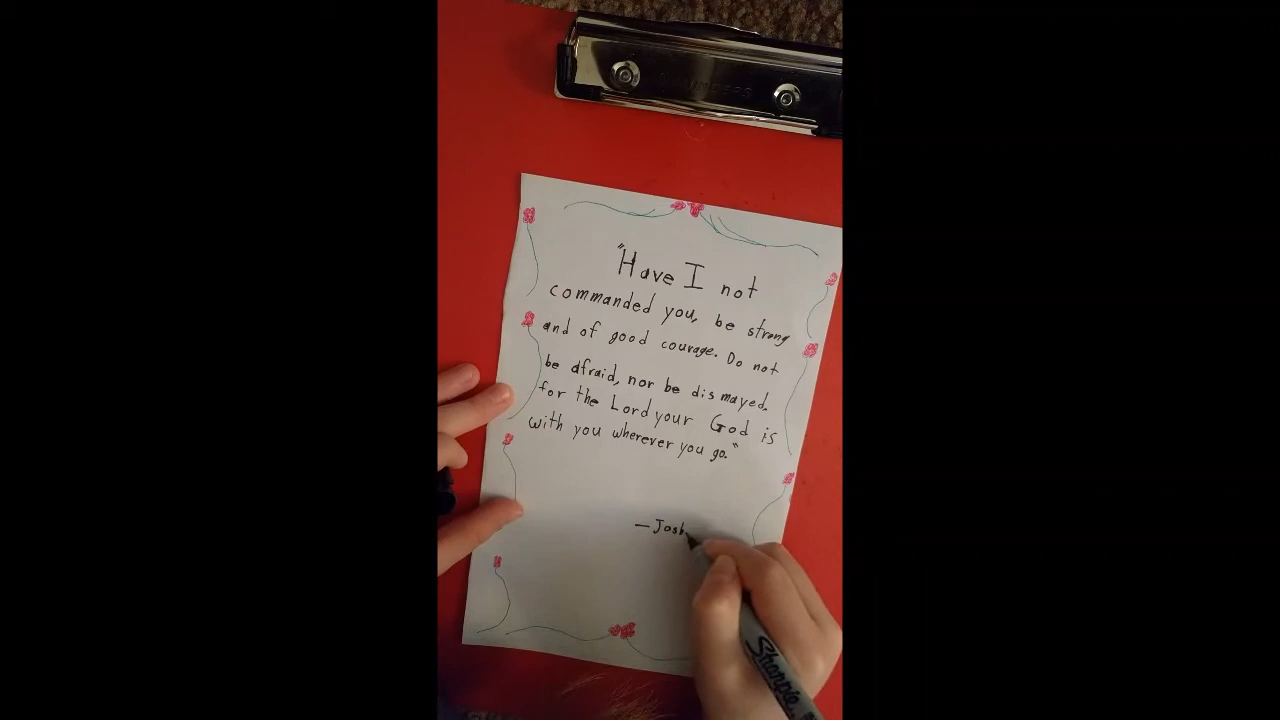 "Have I not
commanded you, be strong
and of good courage. Do not
be afraid, nor be dismayed.
for the Lord your God is
with you wherever you go."
—Josh
Sharpie